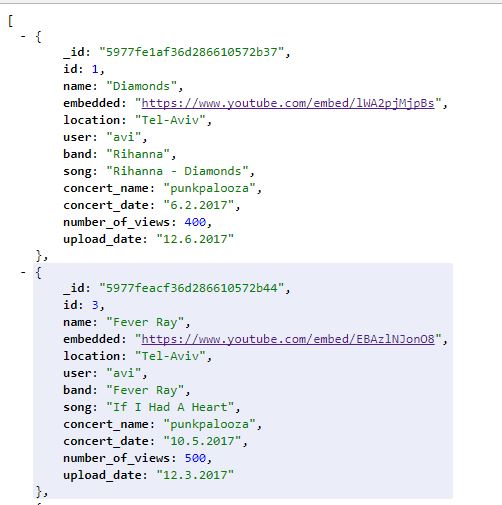 [
- {
_id: "5977fe1af36d286610572b37",
id: 1,
name: "Diamonds",
embedded: "https://www.youtube.com/embed/lWA2pjMjpBs",
location: "Tel-Aviv",
user: "avi",
band: "Rihanna",
song: "Rihanna - Diamonds",
concert_name: "punkpalooza",
concert_date: "6.2.2017",
number_of_views: 400,
upload_date: "12.6.2017"
},
- {
_id: "5977feacf36d286610572b44",
id: 3,
name: "Fever Ray",
embedded: "https://www.youtube.com/embed/EBAzlNJonO8",
location: "Tel-Aviv",
user: "avi",
band: "Fever Ray",
song: "If I Had A Heart",
concert_name: "punkpalooza",
concert_date: "10.5.2017",
number_of_views: 500,
upload_date: "12.3.2017"
},